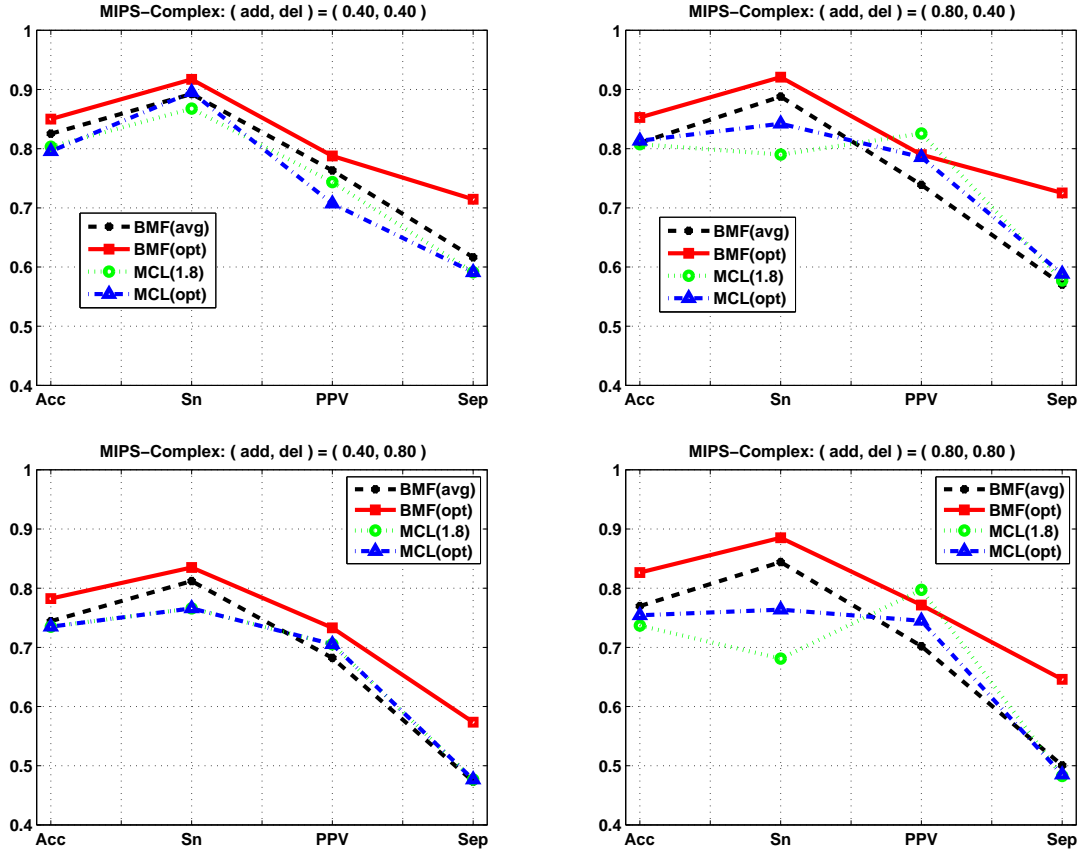 MIPS−Complex: ( add, del ) = ( 0.40, 0.40 )
1
0.9
0.8
0.7
0.6
0.5
0.4
BMF(avg)
BMF(opt)
MCL(1.8)
MCL(opt)
Acc Sn PPV Sep
MIPS−Complex: ( add, del ) = ( 0.80, 0.40 )
1
0.9
0.8
0.7
0.6
0.5
0.4
BMF(avg)
BMF(opt)
MCL(1.8)
MCL(opt)
Acc Sn PPV Sep
MIPS−Complex: ( add, del ) = ( 0.40, 0.80 )
1
0.9
0.8
0.7
0.6
0.5
0.4
BMF(avg)
BMF(opt)
MCL(1.8)
MCL(opt)
Acc Sn PPV Sep
MIPS−Complex: ( add, del ) = ( 0.80, 0.80 )
1
0.9
0.8
0.7
0.6
0.5
0.4
BMF(avg)
BMF(opt)
MCL(1.8)
MCL(opt)
Acc Sn PPV Sep